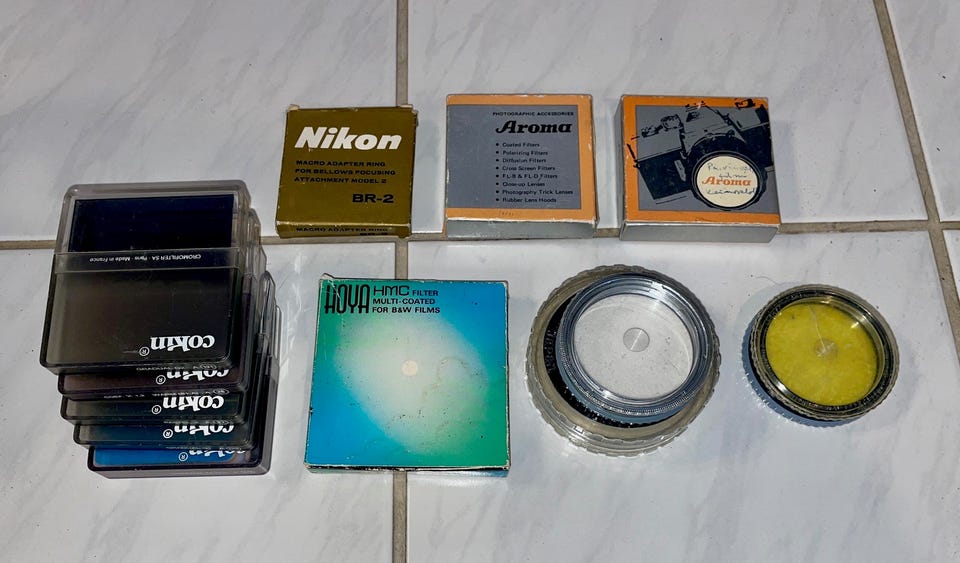 Nikon
MACRO ADAPTER RING
FOR BELLOWS FOCUSING
ATTACHMENT MODEL 2
BR-2
MACRO ADAPTER RING
PHOTOGRAPHIC ACCESSORIES
Aroma
• Coated Filters
• Polarizing Filters
• Diffusion Filters
• Cross Screen Filters
• FL-B & FL-D Filters
• Close-up Lenses
• Photography Trick Lenses
• Rubber Lens Hoods
Aroma
CROMOFILTER SA - Paris - Made in France
cokin®
cokin®
cokin®
cokin®
cokin
HOYA HMC FILTER
MULTI-COATED
FOR B&W FILMS